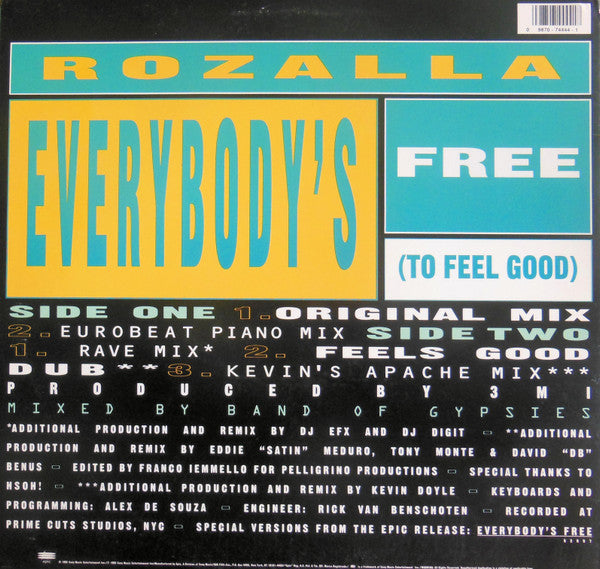 ROZALLA
EVERYBODY'S
FREE
(TO FEEL GOOD)
SIDE ONE 1. ORIGINAL MIX
2. EUROBEAT PIANO MIX SIDE TWO
1. RAVE MIX* 2. FEELS GOOD
DUB** 3. KEVIN'S APACHE MIX***
PRODUCED BY 3MI
MIXED BY BAND OF GYPSIES
*ADDITIONAL PRODUCTION AND REMIX BY DJ EFX AND DJ DIGIT ▭ **ADDITIONAL
PRODUCTION AND REMIX BY EDDIE "SATIN" MEDURO, TONY MONTE & DAVID "DB"
BENUS ▭ EDITED BY FRANCO IEMMELLO FOR PELLIGRINO PRODUCTIONS ▭ SPECIAL THANKS TO
HSOH! ▭ ***ADDITIONAL PRODUCTION AND REMIX BY KEVIN DOYLE ▭ KEYBOARDS AND
PROGRAMMING: ALEX DE SOUZA ▭ ENGINEER: RICK VAN BENSCHOTEN ▭ RECORDED AT
PRIME CUTS STUDIOS, NYC ▭ SPECIAL VERSIONS FROM THE EPIC RELEASE: EVERYBODY'S FREE